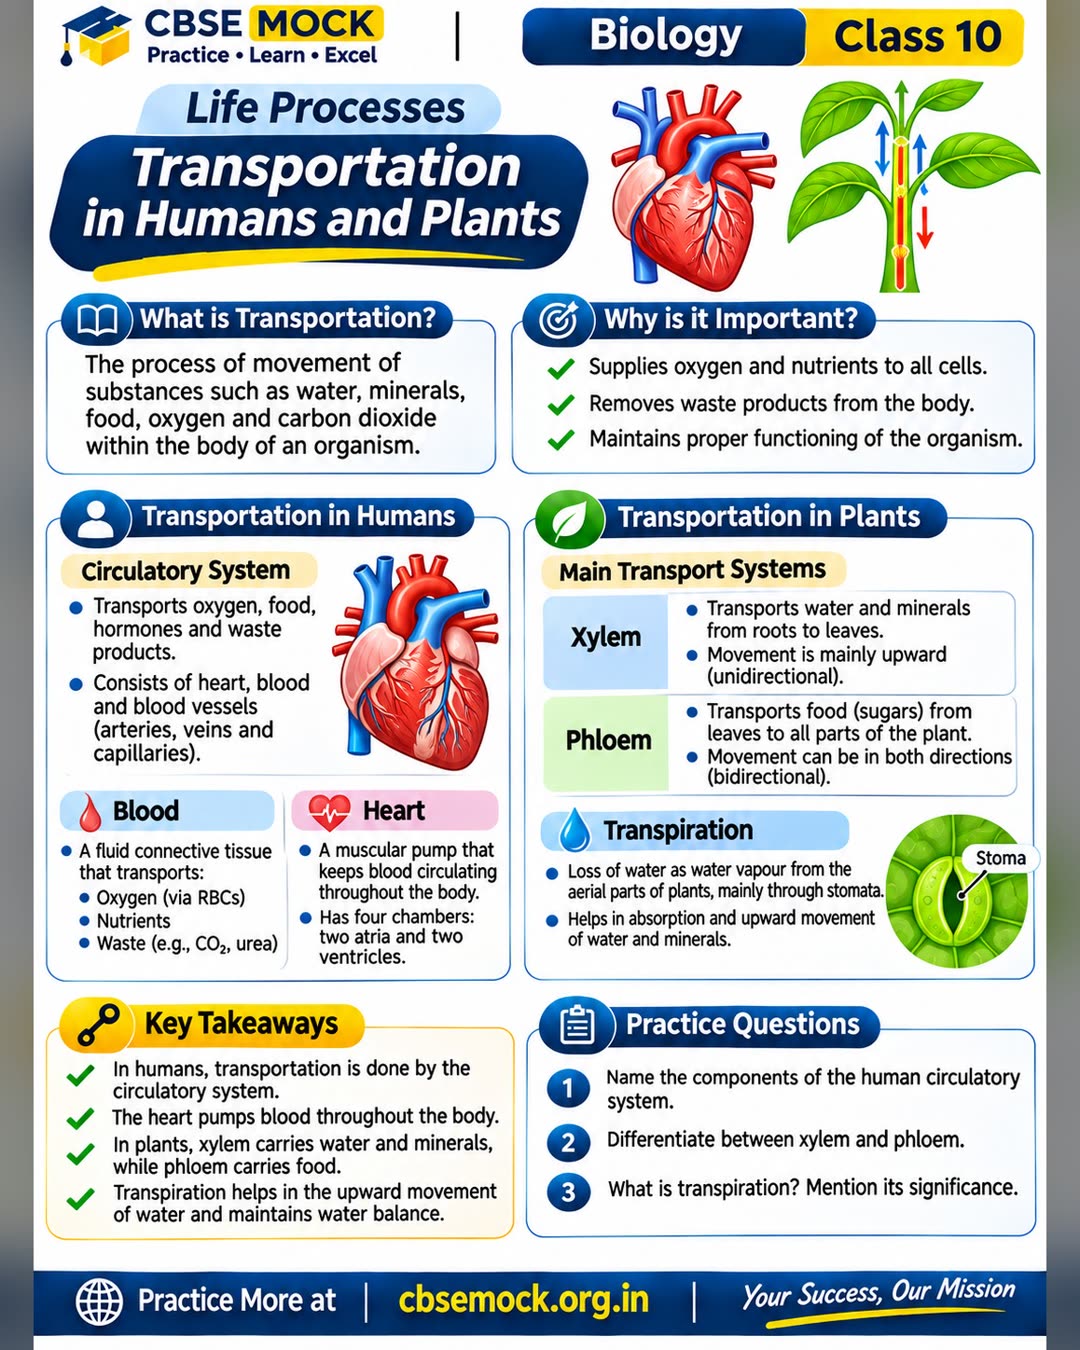 CBSE MOCK
Practice • Learn • Excel
Biology
Class 10
Life Processes
Transportation
in Humans and Plants
What is Transportation?
The process of movement of
substances such as water, minerals,
food, oxygen and carbon dioxide
within the body of an organism.
Why is it Important?
Supplies oxygen and nutrients to all cells.
Removes waste products from the body.
Maintains proper functioning of the organism.
Transportation in Humans
Circulatory System
• Transports oxygen, food,
hormones and waste
products.
• Consists of heart, blood
and blood vessels
(arteries, veins and
capillaries).
Blood
• A fluid connective tissue
that transports:
• Oxygen (via RBCs)
• Nutrients
• Waste (e.g., CO₂, urea)
Heart
• A muscular pump that
keeps blood circulating
throughout the body.
• Has four chambers:
two atria and two
ventricles.
Transportation in Plants
Main Transport Systems
Xylem
• Transports water and minerals
from roots to leaves.
• Movement is mainly upward
(unidirectional).
Phloem
• Transports food (sugars) from
leaves to all parts of the plant.
• Movement can be in both directions
(bidirectional).
Transpiration
• Loss of water as water vapour from the
aerial parts of plants, mainly through stomata.
• Helps in absorption and upward movement
of water and minerals.
Stoma
Key Takeaways
In humans, transportation is done by the
circulatory system.
The heart pumps blood throughout the body.
In plants, xylem carries water and minerals,
while phloem carries food.
Transpiration helps in the upward movement
of water and maintains water balance.
Practice Questions
1 Name the components of the human circulatory
system.
2 Differentiate between xylem and phloem.
3 What is transpiration? Mention its significance.
Practice More at
cbsemock.org.in
Your Success, Our Mission